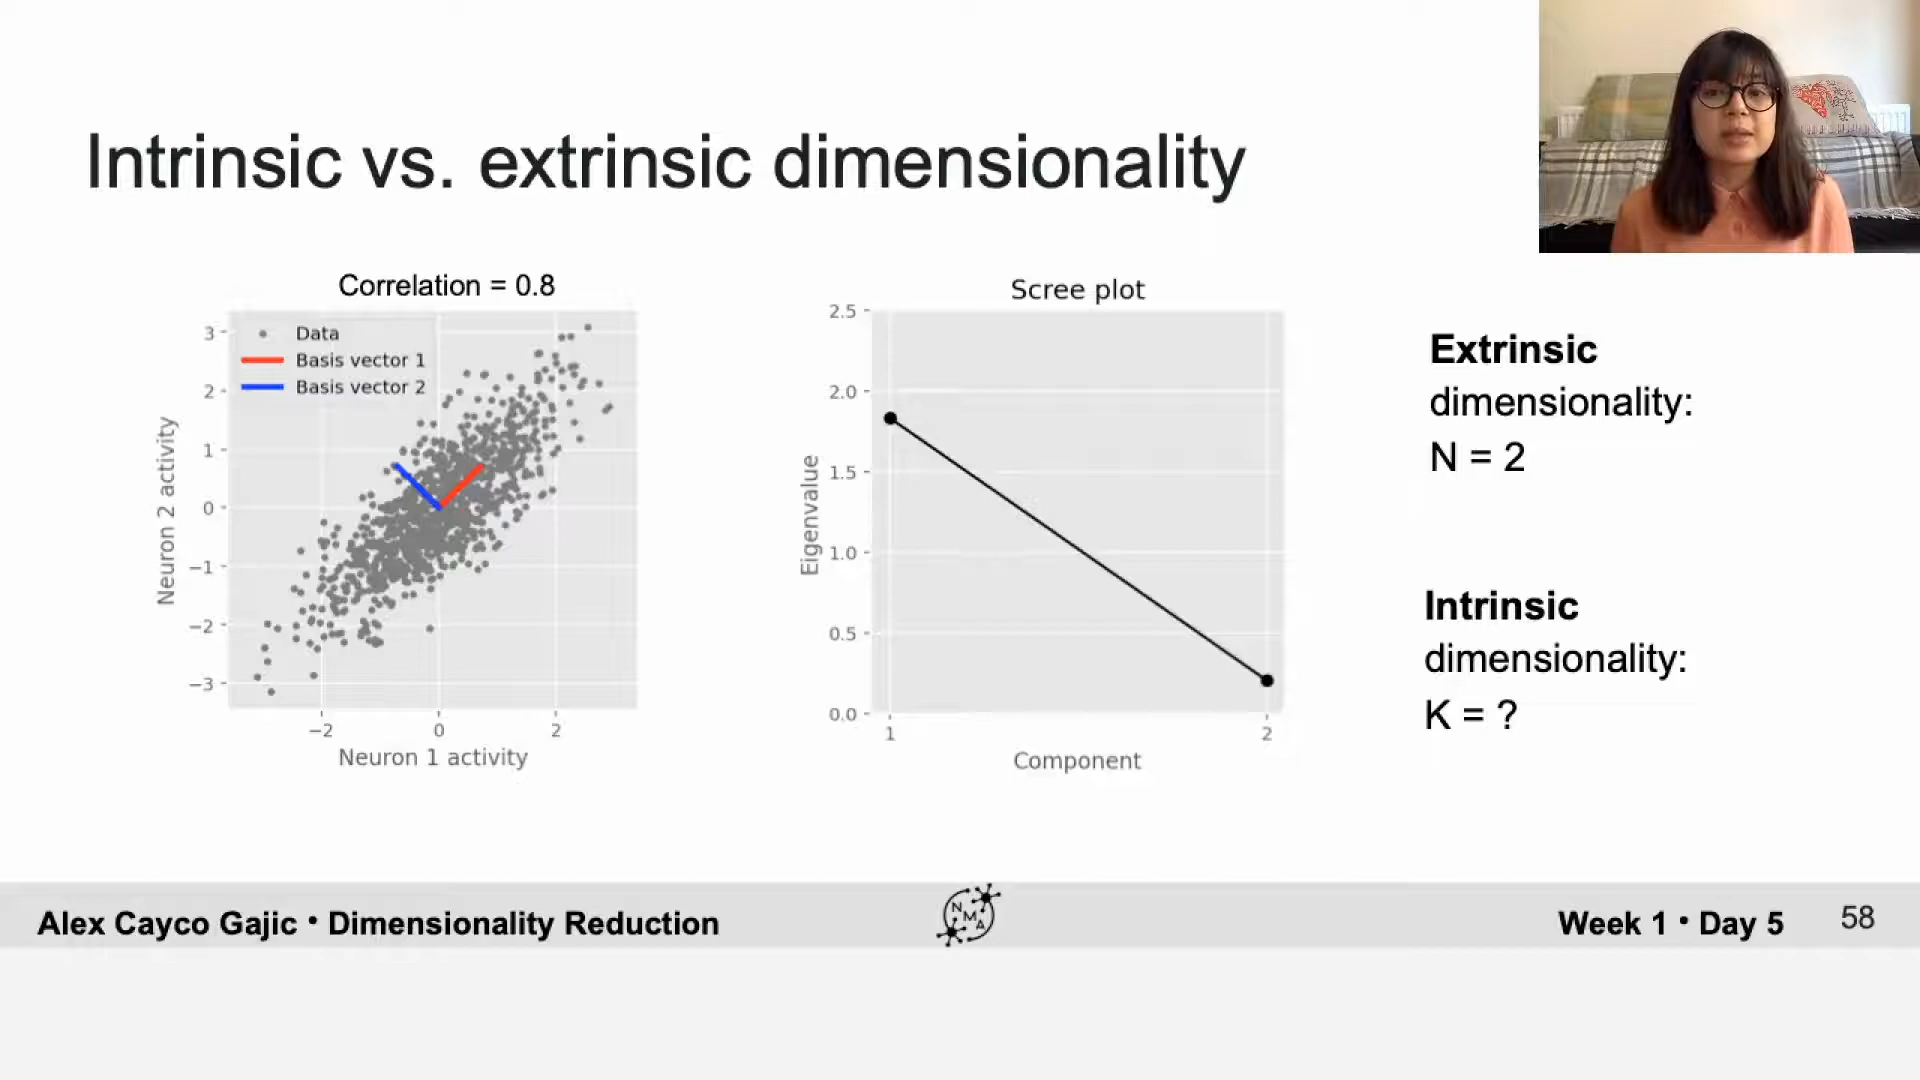 Intrinsic vs. extrinsic dimensionality
Correlation = 0.8
Data
Basis vector 1
Basis vector 2
3
2
1
0
−1
−2
−3
Neuron 2 activity
−2
0
2
Neuron 1 activity
Scree plot
2.5
2.0
1.5
1.0
0.5
0.0
Eigenvalue
1
2
Component
Extrinsic
dimensionality:
N = 2
Intrinsic
dimensionality:
K = ?
Alex Cayco Gajic • Dimensionality Reduction
N
M
A
Week 1 • Day 5
58